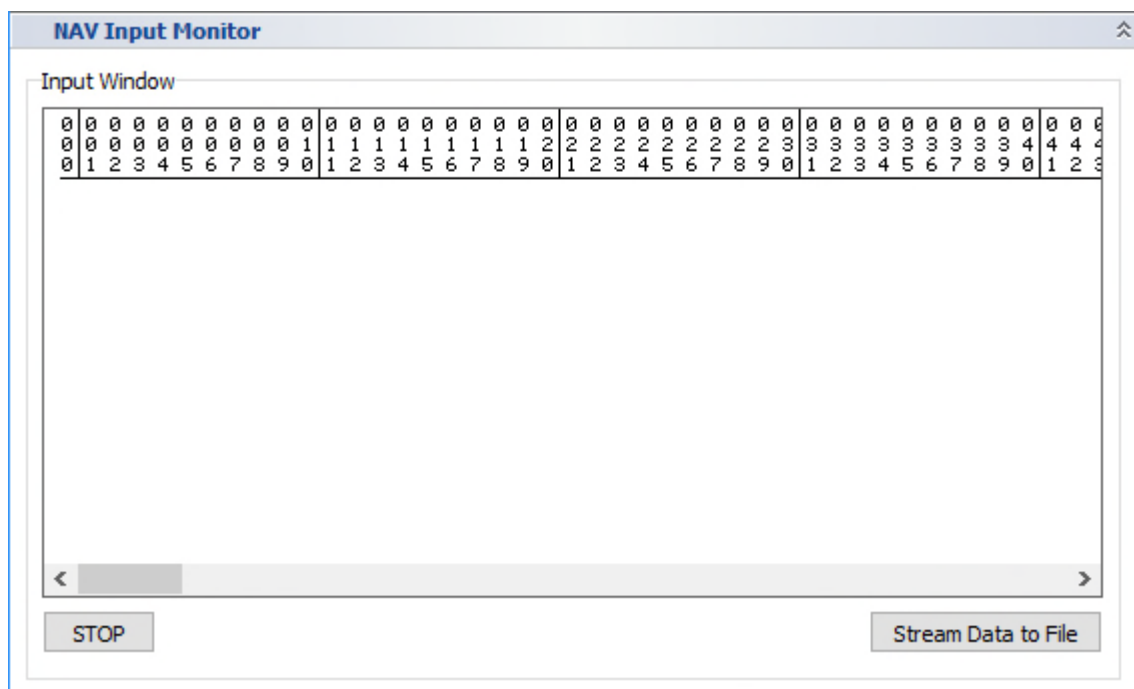 NAV Input Monitor
Input Window
0 0 0 0 0 0 0 0 0 0 0 0 0 0 0 0 0 0 0 0 0 0 0 0 0 0 0 0 0 0 0 0 0 0 0 0 0 0 0 0 0 0 0 0
0 0 0 0 0 0 0 0 0 0 1 1 1 1 1 1 1 1 1 1 2 2 2 2 2 2 2 2 2 2 3 3 3 3 3 3 3 3 3 3 4 4 4 4
0 1 2 3 4 5 6 7 8 9 0 1 2 3 4 5 6 7 8 9 0 1 2 3 4 5 6 7 8 9 0 1 2 3 4 5 6 7 8 9 0 1 2 3
STOP
Stream Data to File